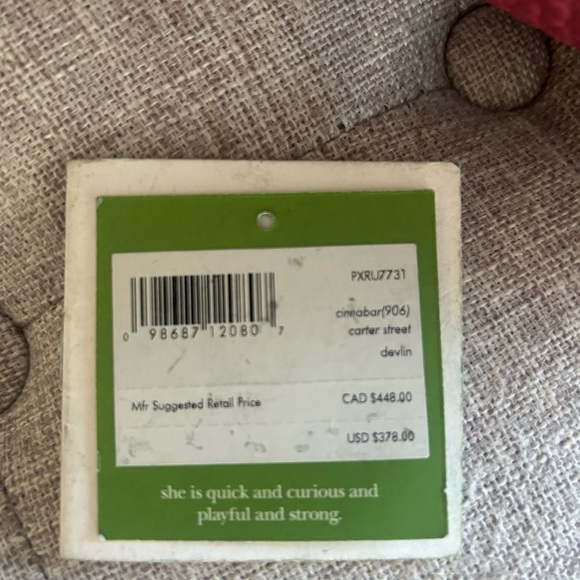 PXRU7731
0 98687 12080 7
cinnabar(906)
carter street
devlin
Mfr Suggested Retail Price CAD $448.00
USD $378.00
she is quick and curious and
playful and strong.